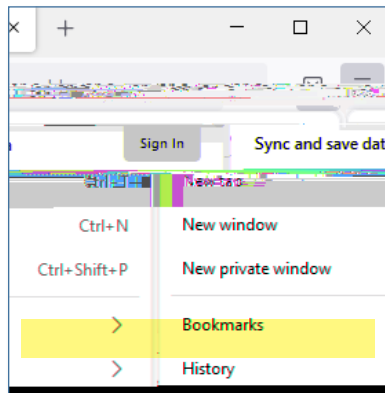 Sign In Sync and save dat
New tab
Ctrl+N New window
Ctrl+Shift+P New private window
Bookmarks
History